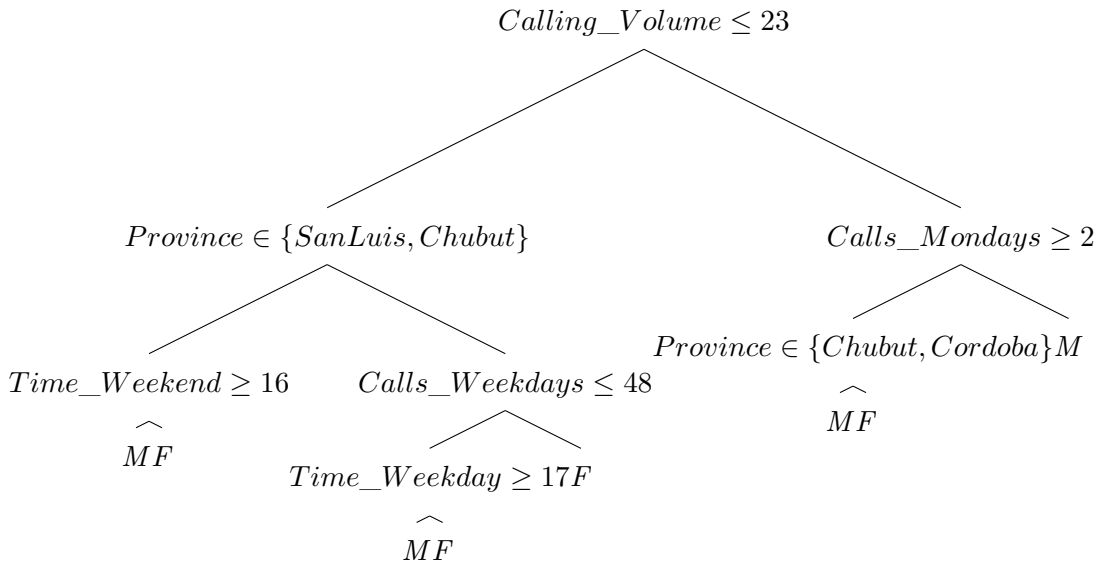 Calling_Volume ≤ 23
Province ∈ {SanLuis, Chubut}
Calls_Mondays ≥ 2
Time_Weekend ≥ 16
Calls_Weekdays ≤ 48
Province ∈ {Chubut, Cordoba}M
MF
Time_Weekday ≥ 17F
MF
MF